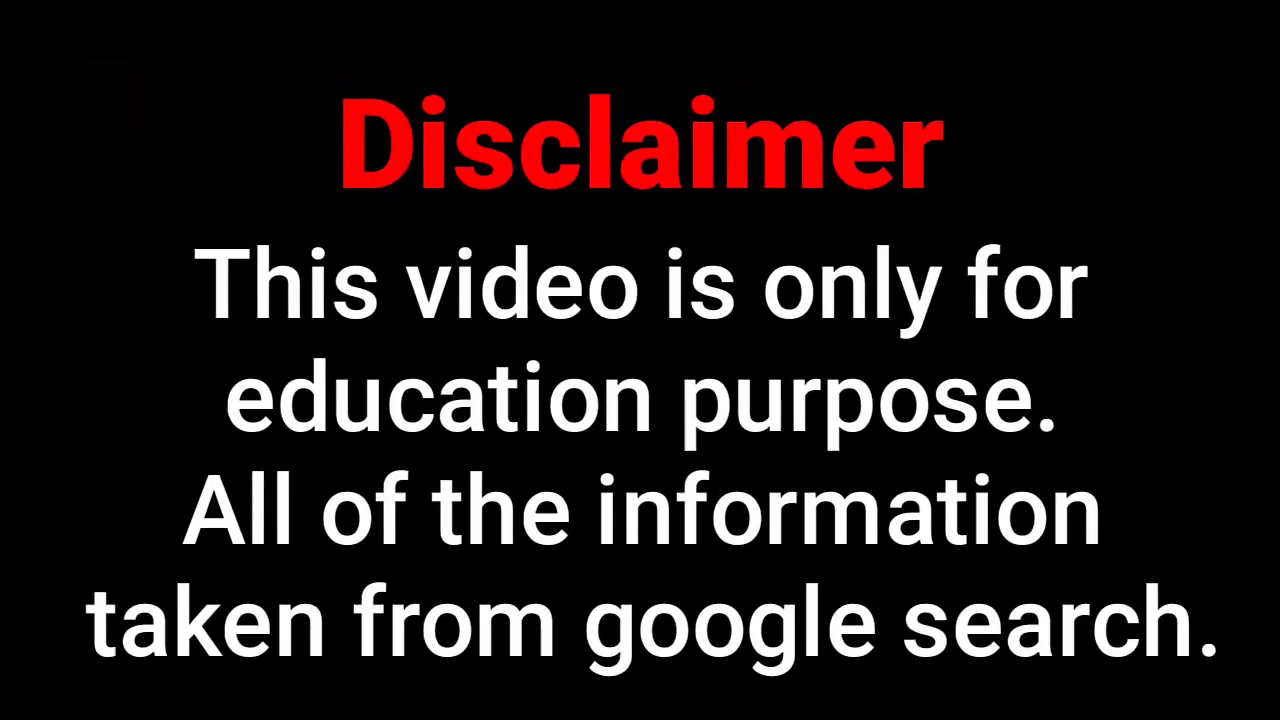 Disclaimer
This video is only for
education purpose.
All of the information
taken from google search.